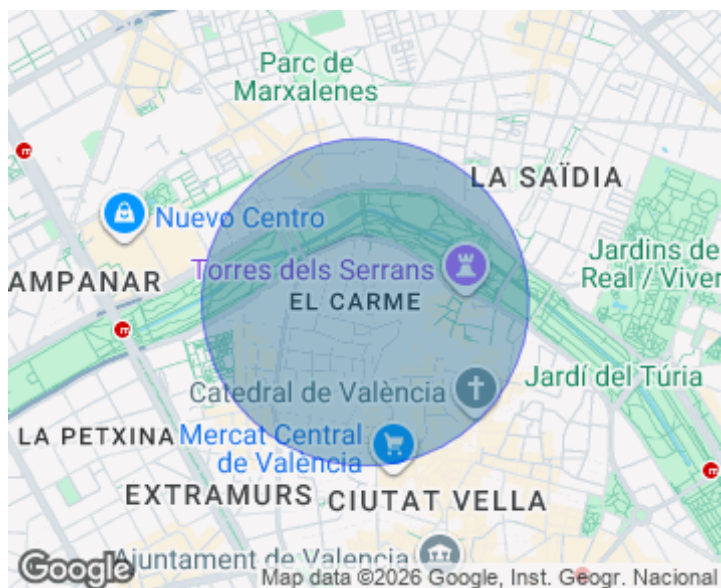 Parc de
Marxalenes
LA SAÏDIA
Nuevo Centro
Jardins de
Real / Viver
Torres dels Serrans
AMPANAR
EL CARME
Catedral de València
Jardí del Túria
LA PETXINA
Mercat Central
de València
EXTRAMURS
CIUTAT VELLA
Ajuntament de Valencia
Google
Map data ©2026 Google, Inst. Geogr. Nacional